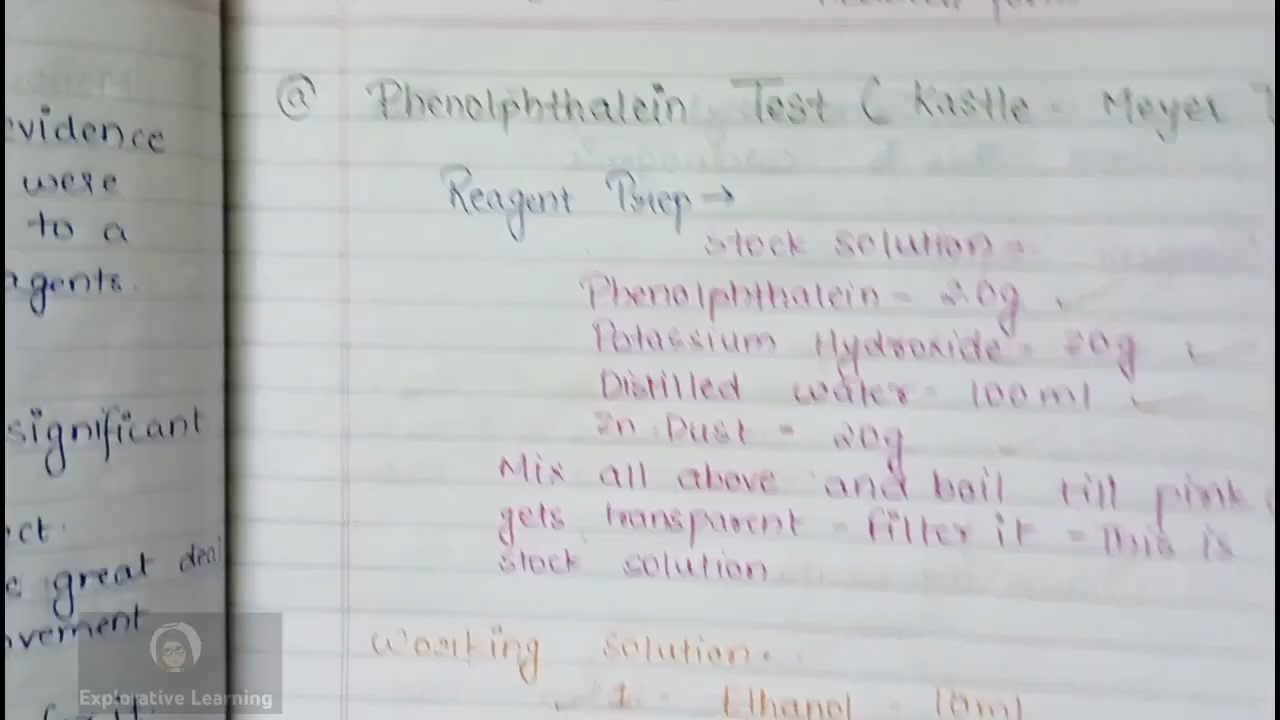 evidence
were
to a
agents.
significant
ct.
great deal
ovement
@ Phenolphthalein Test ( Kastle - Meyer
Reagent Prep →
stock solution -
Phenolphthalein - 20g ✓
Potassium Hydroxide - 20g ✓
Distilled water - 100ml ✓
Zn Dust - 20g
Mix all above and boil till pink
gets transparent - filter it - This is
stock solution
Working solution.
1. Ethanol - 10ml
Explorative Learning